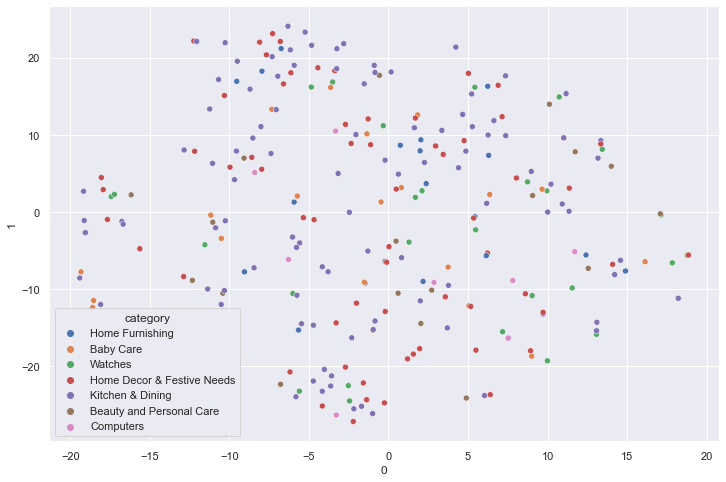 20
10
0
−10
−20
1
category
Home Furnishing
Baby Care
Watches
Home Decor & Festive Needs
Kitchen & Dining
Beauty and Personal Care
Computers
−20 −15 −10 −5 0 5 10 15 20
0